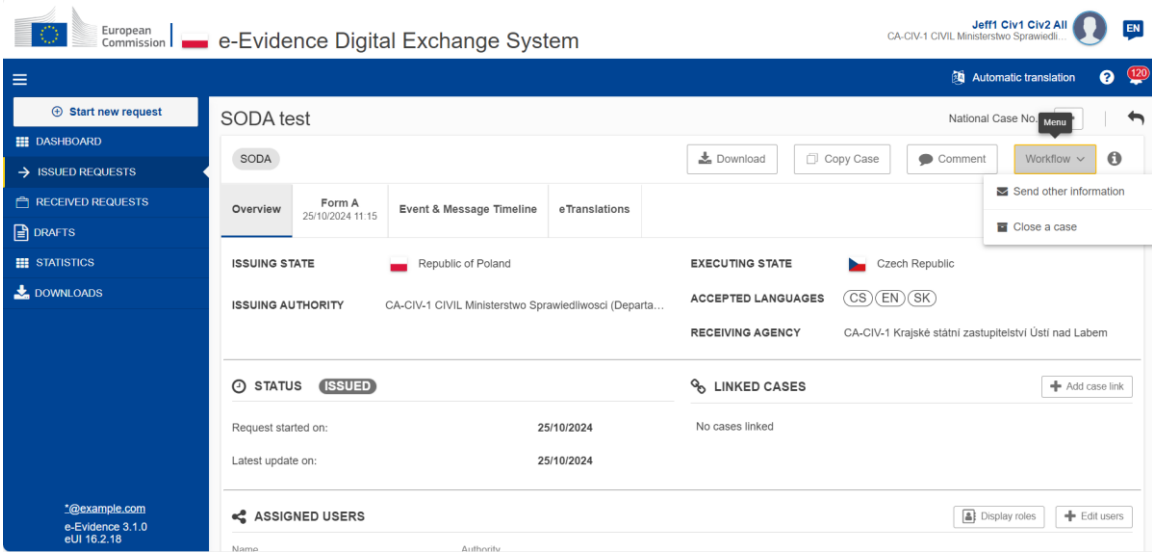 European
Commission
e-Evidence Digital Exchange System
Jeff1 Civ1 Civ2 All
CA-CIV-1 CIVIL Ministerstwo Sprawiedli...
EN
Automatic translation
?
120
Start new request
DASHBOARD
ISSUED REQUESTS
RECEIVED REQUESTS
DRAFTS
STATISTICS
DOWNLOADS
*@example.com
e-Evidence 3.1.0
eUI 16.2.18
SODA test
National Case No.
Menu
SODA
Download
Copy Case
Comment
Workflow
Send other information
Close a case
Overview
Form A
25/10/2024 11:15
Event & Message Timeline
eTranslations
ISSUING STATE
Republic of Poland
EXECUTING STATE
Czech Republic
ISSUING AUTHORITY
CA-CIV-1 CIVIL Ministerstwo Sprawiedliwosci (Departa...
ACCEPTED LANGUAGES
CS EN SK
RECEIVING AGENCY
CA-CIV-1 Krajské státní zastupitelství Ústí nad Labem
STATUS ISSUED
Request started on: 25/10/2024
Latest update on: 25/10/2024
LINKED CASES
Add case link
No cases linked
ASSIGNED USERS
Display roles
Edit users
Name
Authority